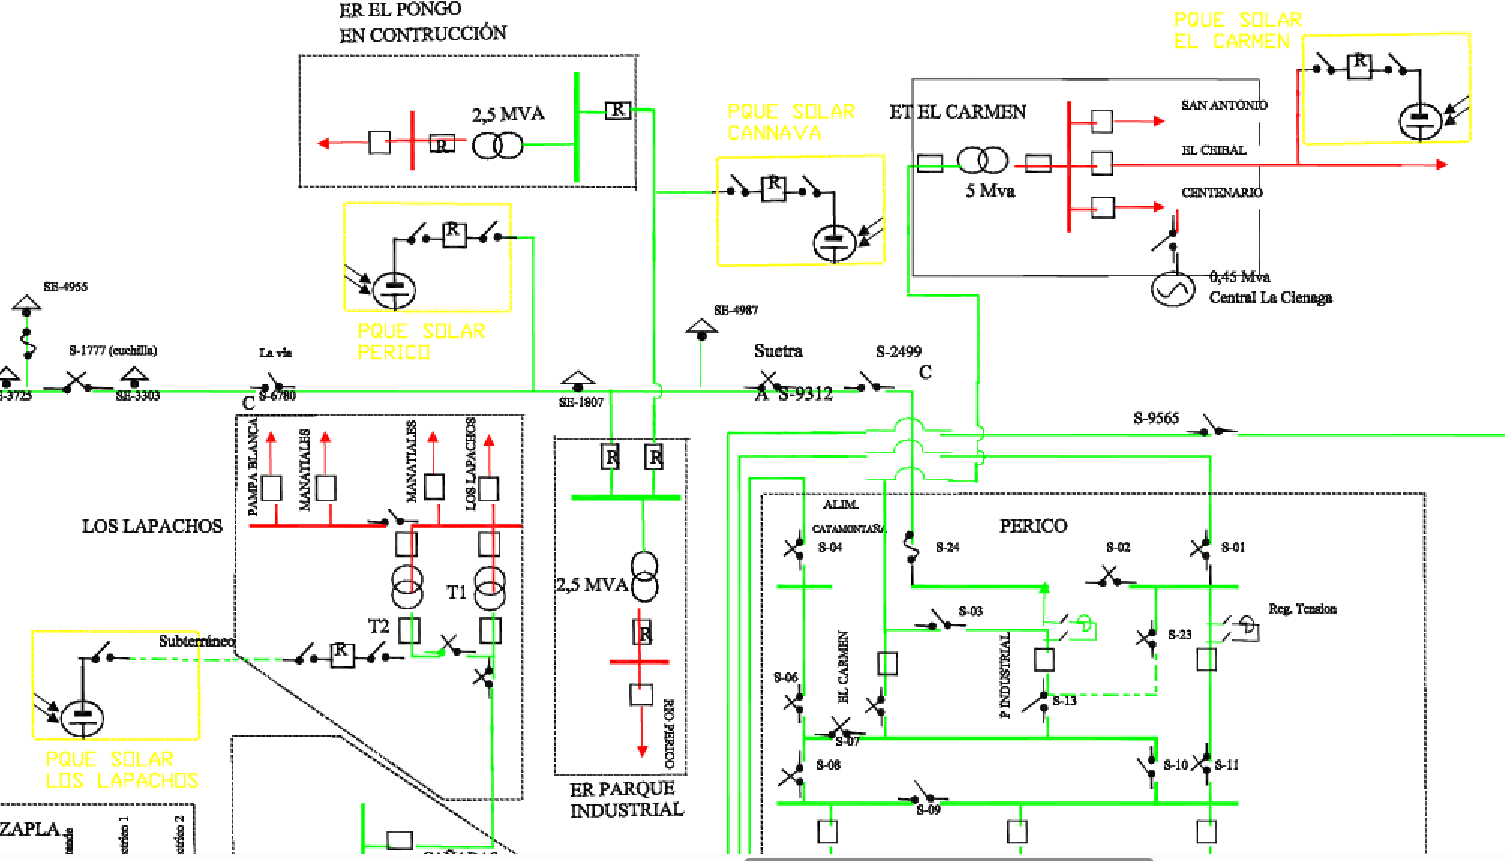 ER EL PONGO
EN CONTRUCCIÓN
PQUE SOLAR
EL CARMEN
R
2,5 MVA
R
R
PQUE SOLAR
CANNAVA
ET EL CARMEN
SAN ANTONIO
EL CEIBAL
CENTENARIO
5 Mva
R
R
0,45 Mva
Central La Cienaga
PQUE SOLAR
PERICO
SE-4955
SE-4987
S-1777 (cuchilla)
La via
Suetra
S-2499
C
SE-3303
S-6780
C
SE-1807
A S-9312
S-9565
PAMPA BLANCA
MANATIALES
MANATIALES
LOS LAPACHOS
R
R
LOS LAPACHOS
ALIM.
CATAMONTAÑA
PERICO
S-04
S-24
S-02
S-01
2,5 MVA
T1
T2
R
S-03
Reg. Tension
S-23
Subterraneo
R
EL CARMEN
P INDUSTRIAL
S-06
S-13
RIO PERICO
S-07
S-08
S-10
S-11
PQUE SOLAR
LOS LAPACHOS
ER PARQUE
INDUSTRIAL
S-09
ZAPLA